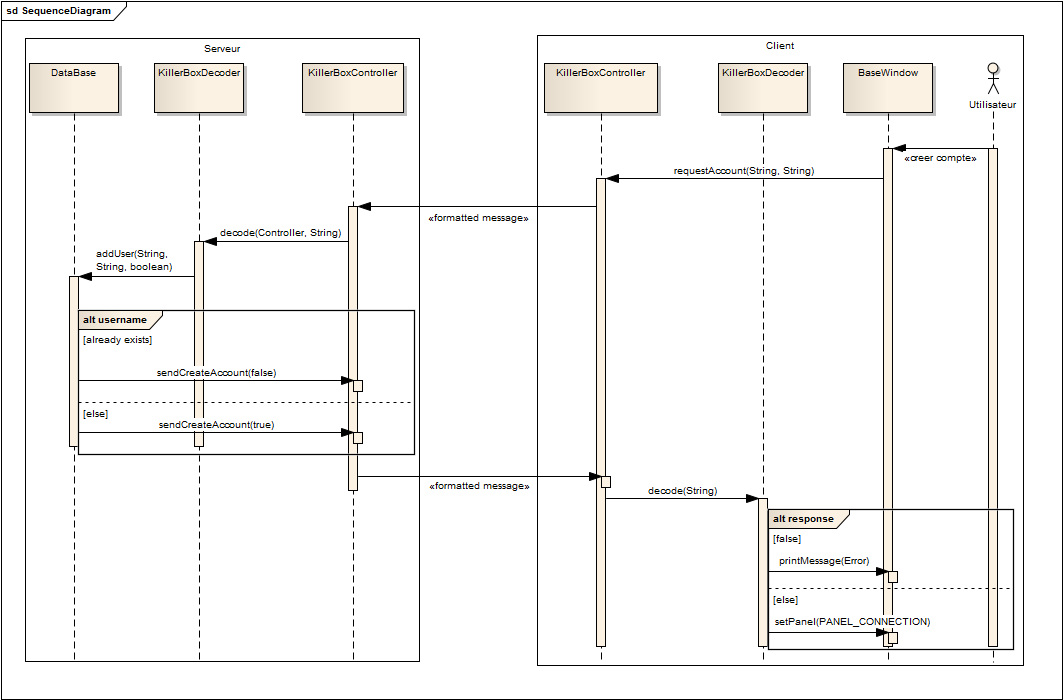 sd SequenceDiagram
Serveur
Client
DataBase
KillerBoxDecoder
KillerBoxController
KillerBoxController
KillerBoxDecoder
BaseWindow
Utilisateur
«creer compte»
requestAccount(String, String)
«formatted message»
decode(Controller, String)
addUser(String,
String, boolean)
alt username
[already exists]
sendCreateAccount(false)
[else]
sendCreateAccount(true)
«formatted message»
decode(String)
alt response
[false]
printMessage(Error)
[else]
setPanel(PANEL_CONNECTION)